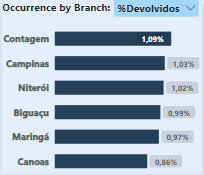 Occurrence by Branch: %Devolvidos
Contagem 1,09%
Campinas 1,03%
Niterói 1,02%
Biguaçu 0,99%
Maringá 0,97%
Canoas 0,86%